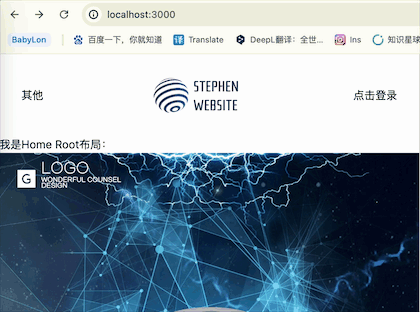 localhost:3000
BabyLon
百度一下，你就知道
Translate
DeepL翻译：全世...
Ins
知识星球
其他
STEPHEN
WEBSITE
点击登录
我是Home Root布局：
G
LOGO
WONDERFUL COUNSEL
DESIGN